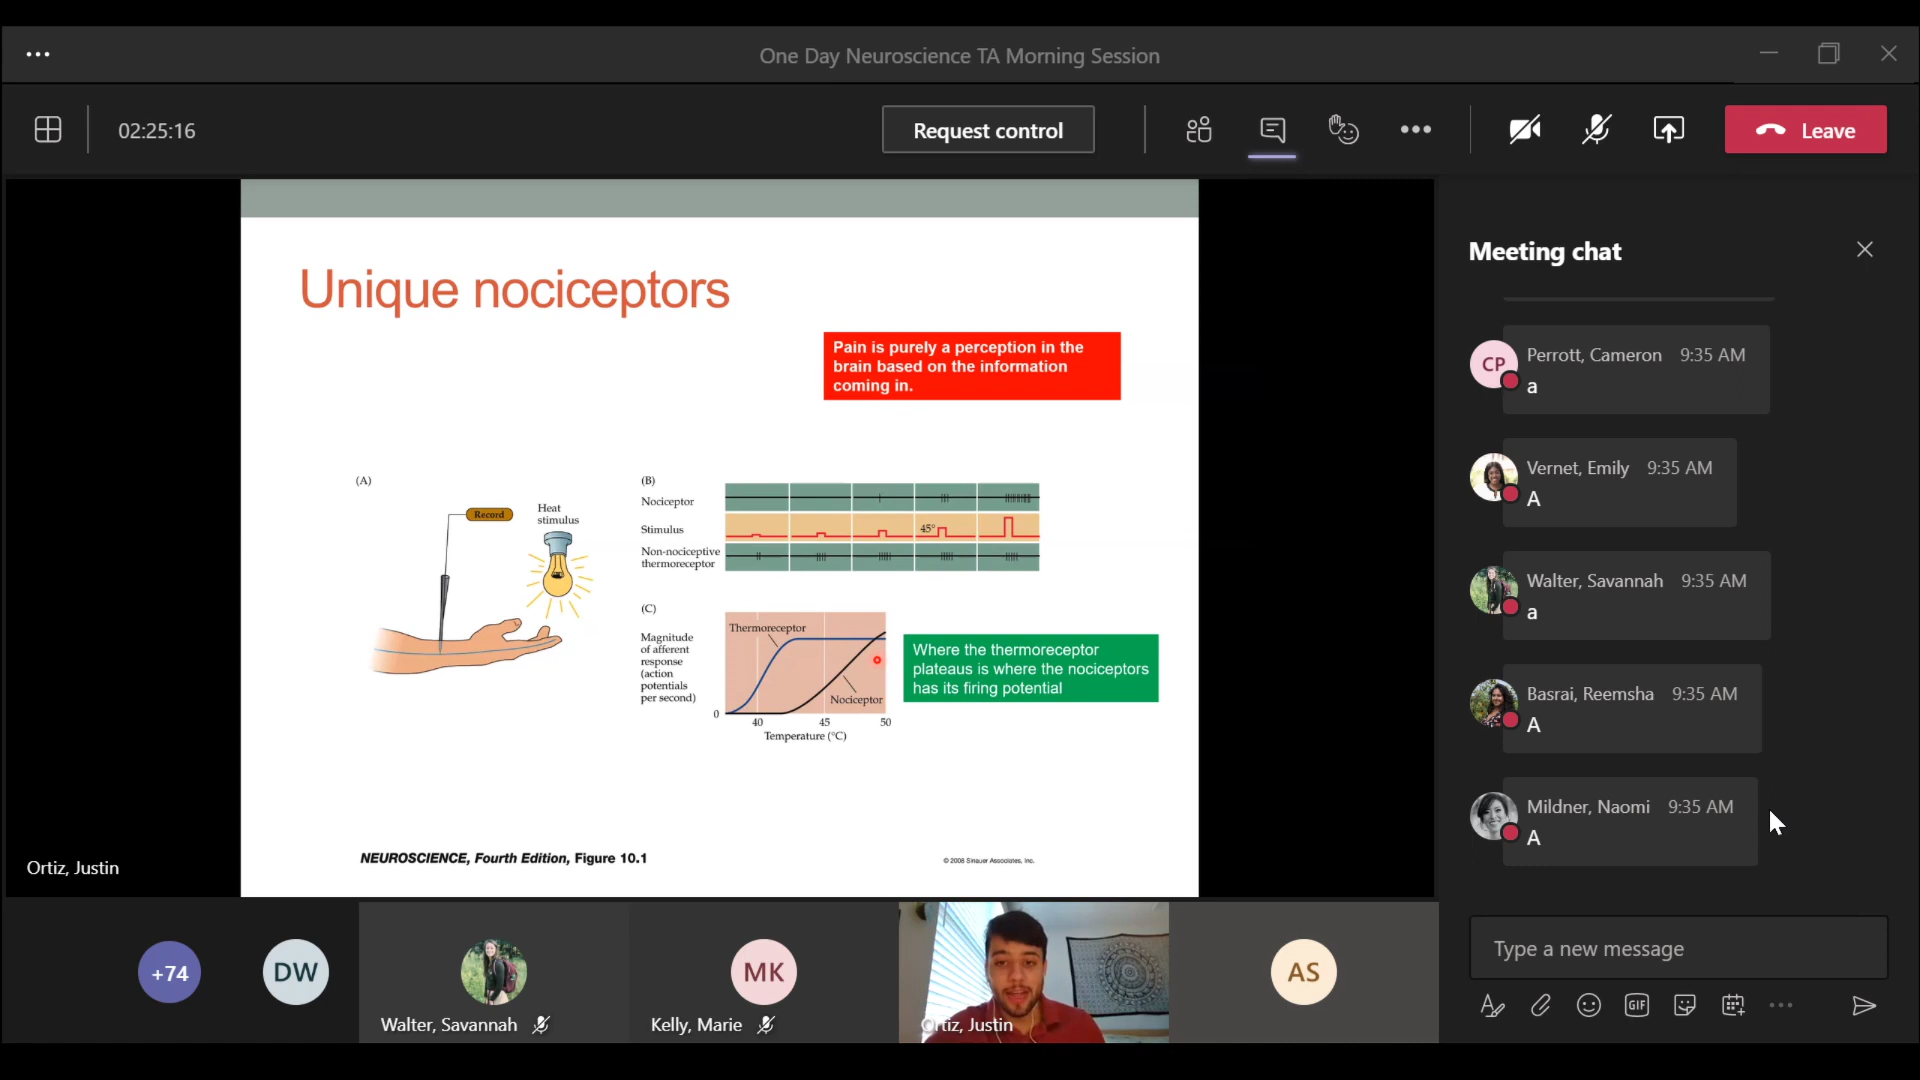 One Day Neuroscience TA Morning Session
02:25:16
Request control
Leave
Unique nociceptors
Pain is purely a perception in the
brain based on the information
coming in.
(A)
Record
Heat
stimulus
(B)
Nociceptor
Stimulus
45°
Non-nociceptive
thermoreceptor
(C)
Magnitude
of afferent
response
(action
potentials
per second)
Thermoreceptor
Nociceptor
0
40 45 50
Temperature (°C)
Where the thermoreceptor
plateaus is where the nociceptors
has its firing potential
NEUROSCIENCE, Fourth Edition, Figure 10.1
© 2008 Sinauer Associates, Inc.
Ortiz, Justin
+74
DW
Walter, Savannah
MK
Kelly, Marie
Ortiz, Justin
AS
Meeting chat
CP
Perrott, Cameron 9:35 AM
a
Vernet, Emily 9:35 AM
A
Walter, Savannah 9:35 AM
a
Basrai, Reemsha 9:35 AM
A
Mildner, Naomi 9:35 AM
A
Type a new message
GIF